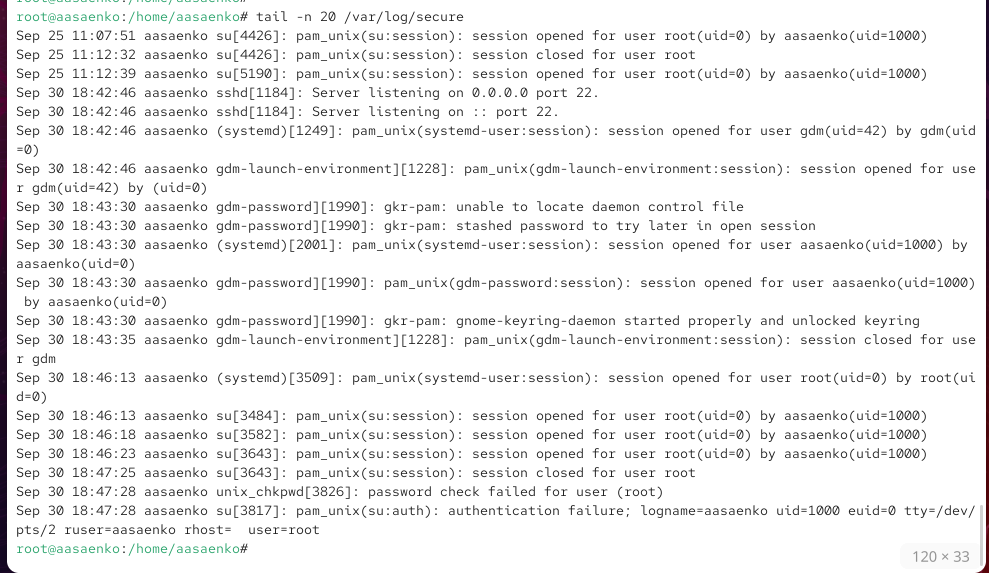 root@aasaenko:/home/aasaenko# tail -n 20 /var/log/secure
Sep 25 11:07:51 aasaenko su[4426]: pam_unix(su:session): session opened for user root(uid=0) by aasaenko(uid=1000)
Sep 25 11:12:32 aasaenko su[4426]: pam_unix(su:session): session closed for user root
Sep 25 11:12:39 aasaenko su[5190]: pam_unix(su:session): session opened for user root(uid=0) by aasaenko(uid=1000)
Sep 30 18:42:46 aasaenko sshd[1184]: Server listening on 0.0.0.0 port 22.
Sep 30 18:42:46 aasaenko sshd[1184]: Server listening on :: port 22.
Sep 30 18:42:46 aasaenko (systemd)[1249]: pam_unix(systemd-user:session): session opened for user gdm(uid=42) by gdm(uid
=0)
Sep 30 18:42:46 aasaenko gdm-launch-environment][1228]: pam_unix(gdm-launch-environment:session): session opened for use
r gdm(uid=42) by (uid=0)
Sep 30 18:43:30 aasaenko gdm-password][1990]: gkr-pam: unable to locate daemon control file
Sep 30 18:43:30 aasaenko gdm-password][1990]: gkr-pam: stashed password to try later in open session
Sep 30 18:43:30 aasaenko (systemd)[2001]: pam_unix(systemd-user:session): session opened for user aasaenko(uid=1000) by
aasaenko(uid=0)
Sep 30 18:43:30 aasaenko gdm-password][1990]: pam_unix(gdm-password:session): session opened for user aasaenko(uid=1000)
 by aasaenko(uid=0)
Sep 30 18:43:30 aasaenko gdm-password][1990]: gkr-pam: gnome-keyring-daemon started properly and unlocked keyring
Sep 30 18:43:35 aasaenko gdm-launch-environment][1228]: pam_unix(gdm-launch-environment:session): session closed for use
r gdm
Sep 30 18:46:13 aasaenko (systemd)[3509]: pam_unix(systemd-user:session): session opened for user root(uid=0) by root(ui
d=0)
Sep 30 18:46:13 aasaenko su[3484]: pam_unix(su:session): session opened for user root(uid=0) by aasaenko(uid=1000)
Sep 30 18:46:18 aasaenko su[3582]: pam_unix(su:session): session opened for user root(uid=0) by aasaenko(uid=1000)
Sep 30 18:46:23 aasaenko su[3643]: pam_unix(su:session): session opened for user root(uid=0) by aasaenko(uid=1000)
Sep 30 18:47:25 aasaenko su[3643]: pam_unix(su:session): session closed for user root
Sep 30 18:47:28 aasaenko unix_chkpwd[3826]: password check failed for user (root)
Sep 30 18:47:28 aasaenko su[3817]: pam_unix(su:auth): authentication failure; logname=aasaenko uid=1000 euid=0 tty=/dev/
pts/2 ruser=aasaenko rhost=  user=root
root@aasaenko:/home/aasaenko#
120 × 33